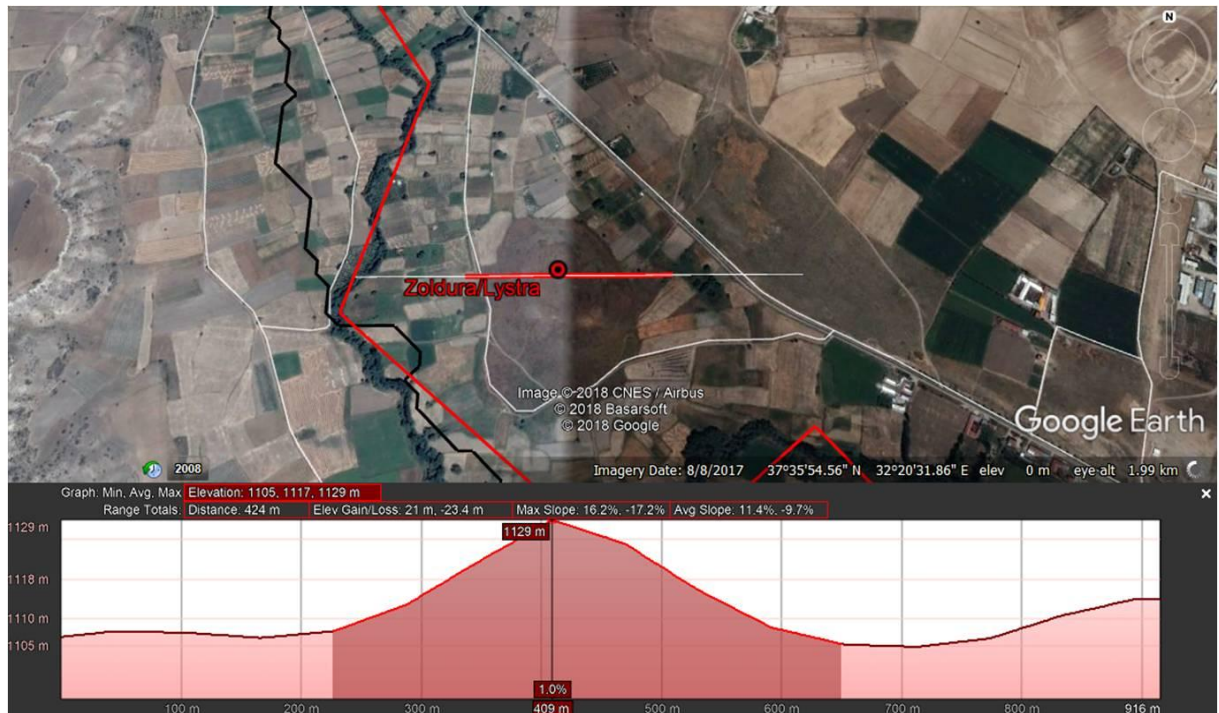 N
Zoldura/Lystra
Image © 2018 CNES / Airbus
© 2018 Basarsoft
© 2018 Google
Google Earth
2008
Imagery Date: 8/8/2017 37°35'54.56" N 32°20'31.86" E elev 0 m eye alt 1.99 km
Graph: Min, Avg, Max Elevation: 1105, 1117, 1129 m
Range Totals: Distance: 424 m Elev Gain/Loss: 21 m, -23.4 m Max Slope: 16.2%, -17.2% Avg Slope: 11.4%, -9.7%
1129 m
1129 m
1118 m
1110 m
1105 m
1.0%
100 m 200 m 300 m 409 m 500 m 600 m 700 m 800 m 916 m